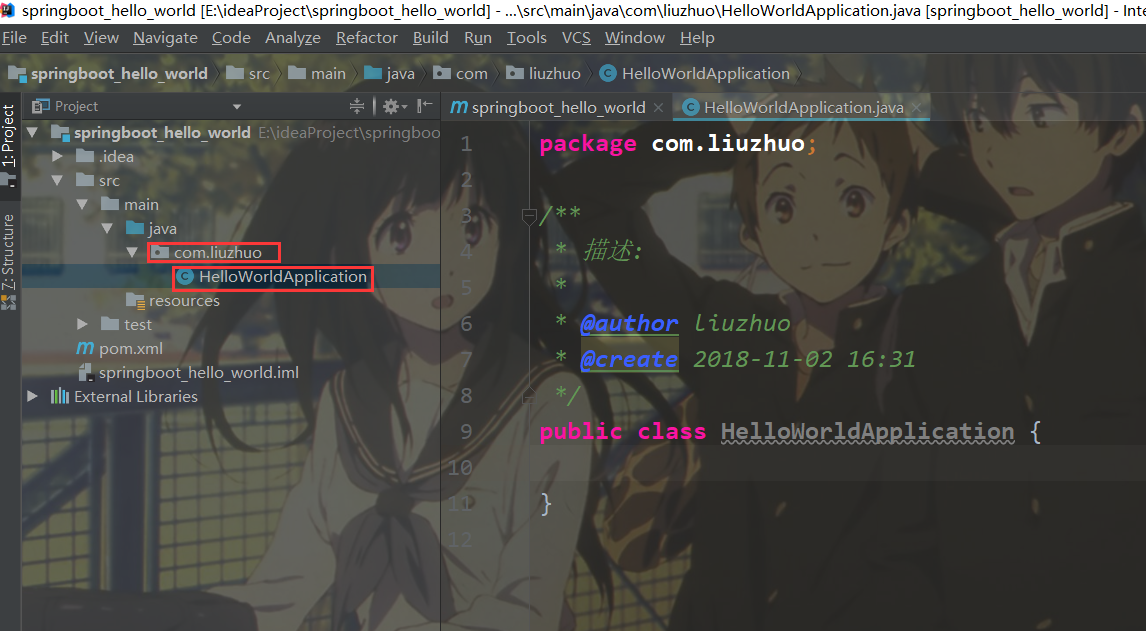 springboot_hello_world [E:\ideaProject\springboot_hello_world] - ...\src\main\java\com\liuzhuo\HelloWorldApplication.java [springboot_hello_world] - Inte
File Edit View Navigate Code Analyze Refactor Build Run Tools VCS Window Help
springboot_hello_world src main java com liuzhuo HelloWorldApplication
Project
1: Project
Z: Structure
springboot_hello_world E:\ideaProject\springboo
.idea
src
main
java
com.liuzhuo
HelloWorldApplication
resources
test
pom.xml
springboot_hello_world.iml
External Libraries
springboot_hello_world × HelloWorldApplication.java ×
1 package com.liuzhuo;
2
3 /**
4 * 描述:
5 *
6 * @author liuzhuo
7 * @create 2018-11-02 16:31
8 */
9 public class HelloWorldApplication {
10
11 }
12